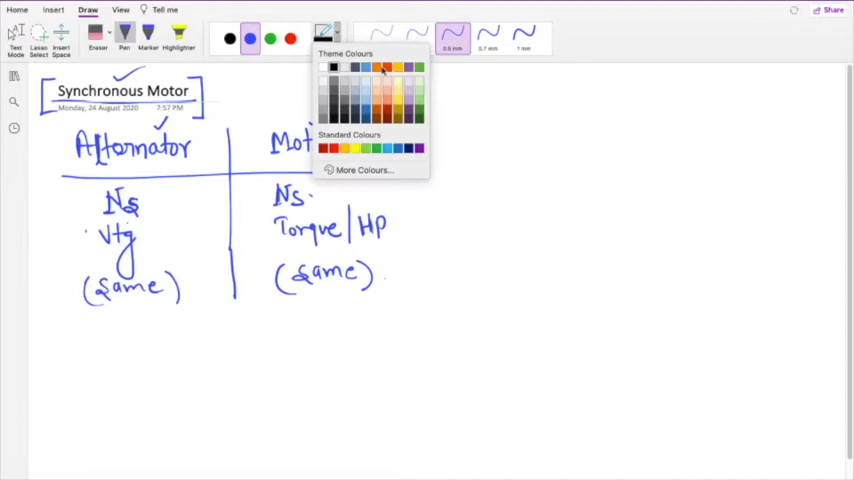 Home Insert Draw View Tell me Share
Text Mode Lasso Select Insert Space Eraser Pen Marker Highlighter 0.5 mm 0.7 mm 1 mm
Theme Colours
Standard Colours
More Colours...
Synchronous Motor
Monday, 24 August 2020 7:57 PM
Alternator Mot
Ns Ns.
Vtg Torque/HP
(Same) (Same)